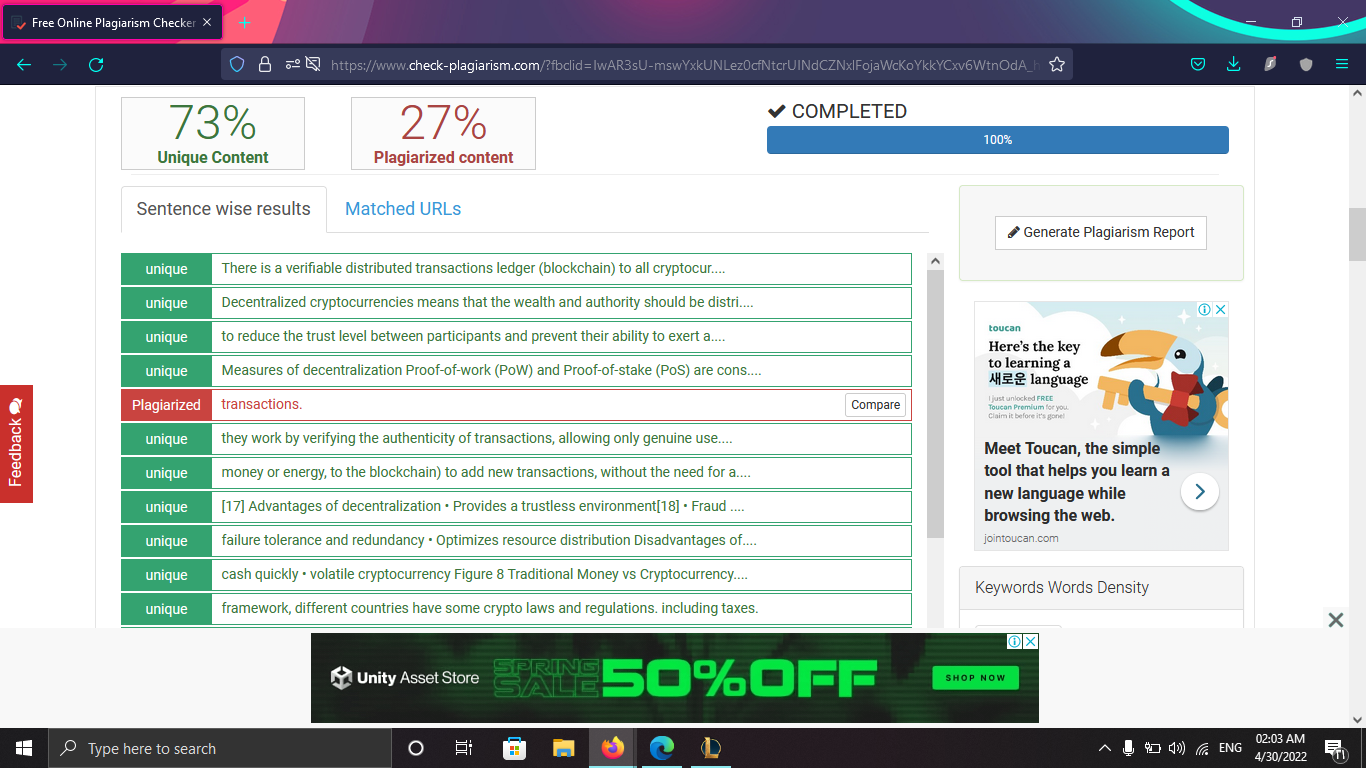 Free Online Plagiarism Checker
https://www.check-plagiarism.com/?fbclid=IwAR3sU-mswYxkUNLez0cfNtcrUINdCZNxlFojaWcKoYkkYCxv6WtnOdA_h
73%
Unique Content
27%
Plagiarized content
COMPLETED
100%
Sentence wise results
Matched URLs
Generate Plagiarism Report
unique There is a verifiable distributed transactions ledger (blockchain) to all cryptocur....
unique Decentralized cryptocurrencies means that the wealth and authority should be distri....
unique to reduce the trust level between participants and prevent their ability to exert a....
unique Measures of decentralization Proof-of-work (PoW) and Proof-of-stake (PoS) are cons....
Plagiarized transactions. Compare
unique they work by verifying the authenticity of transactions, allowing only genuine use....
unique money or energy, to the blockchain) to add new transactions, without the need for a....
unique [17] Advantages of decentralization • Provides a trustless environment[18] • Fraud ....
unique failure tolerance and redundancy • Optimizes resource distribution Disadvantages of....
unique cash quickly • volatile cryptocurrency Figure 8 Traditional Money vs Cryptocurrency....
unique framework, different countries have some crypto laws and regulations. including taxes.
Feedback
toucan
Here's the key
to learning a
새로운 language
I just unlocked FREE
Toucan Premium for you.
Claim it before it's gone!
Meet Toucan, the simple
tool that helps you learn a
new language while
browsing the web.
jointoucan.com
Keywords Words Density
Unity Asset Store
SPRING
SALE
50% OFF
SHOP NOW
Type here to search
ENG
02:03 AM
4/30/2022